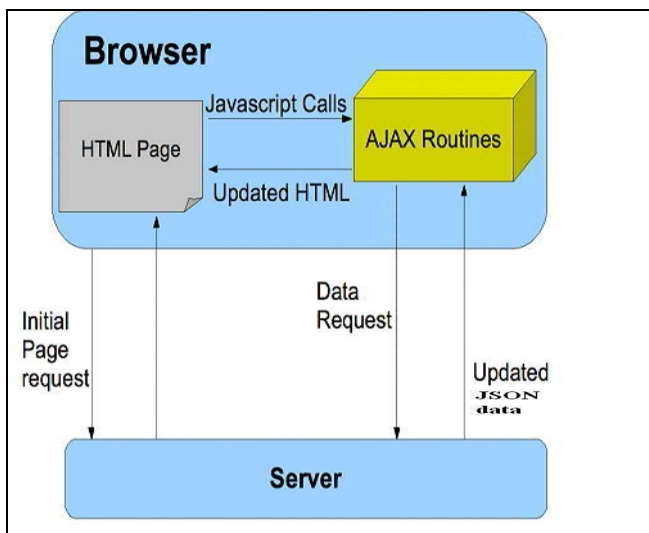 Browser
Javascript Calls
HTML Page
AJAX Routines
Updated HTML
Initial
Page
request
Data
Request
Updated
JSON
data
Server